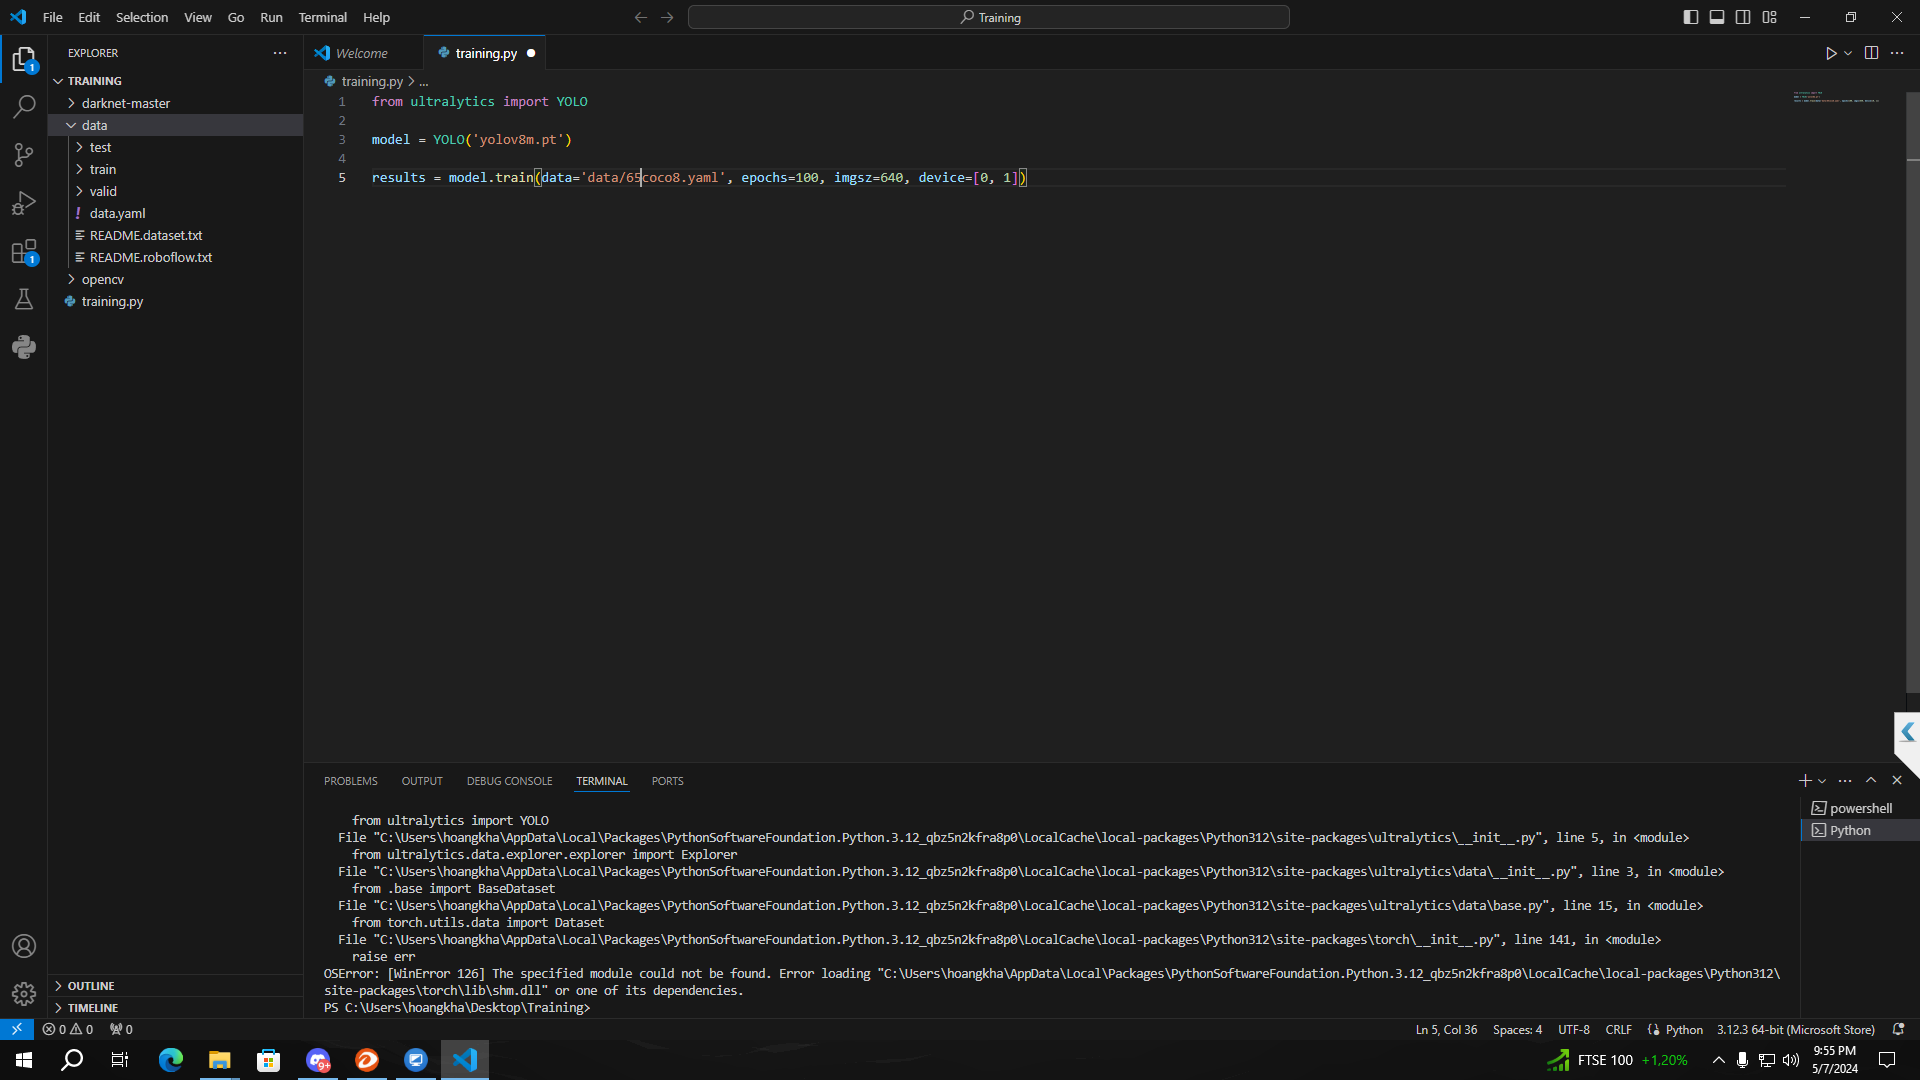 File Edit Selection View Go Run Terminal Help
Training
EXPLORER
TRAINING
darknet-master
data
test
train
valid
data.yaml
README.dataset.txt
README.roboflow.txt
opencv
training.py
OUTLINE
TIMELINE
1
1
Welcome
training.py
training.py > ...
1 from ultralytics import YOLO
2
3 model = YOLO('yolov8m.pt')
4
5 results = model.train(data='data/65coco8.yaml', epochs=100, imgsz=640, device=[0, 1])
PROBLEMS OUTPUT DEBUG CONSOLE TERMINAL PORTS
powershell
Python
from ultralytics import YOLO
File "C:\Users\hoangkha\AppData\Local\Packages\PythonSoftwareFoundation.Python.3.12_qbz5n2kfra8p0\LocalCache\local-packages\Python312\site-packages\ultralytics\__init__.py", line 5, in <module>
from ultralytics.data.explorer.explorer import Explorer
File "C:\Users\hoangkha\AppData\Local\Packages\PythonSoftwareFoundation.Python.3.12_qbz5n2kfra8p0\LocalCache\local-packages\Python312\site-packages\ultralytics\data\__init__.py", line 3, in <module>
from .base import BaseDataset
File "C:\Users\hoangkha\AppData\Local\Packages\PythonSoftwareFoundation.Python.3.12_qbz5n2kfra8p0\LocalCache\local-packages\Python312\site-packages\ultralytics\data\base.py", line 15, in <module>
from torch.utils.data import Dataset
File "C:\Users\hoangkha\AppData\Local\Packages\PythonSoftwareFoundation.Python.3.12_qbz5n2kfra8p0\LocalCache\local-packages\Python312\site-packages\torch\__init__.py", line 141, in <module>
raise err
OSError: [WinError 126] The specified module could not be found. Error loading "C:\Users\hoangkha\AppData\Local\Packages\PythonSoftwareFoundation.Python.3.12_qbz5n2kfra8p0\LocalCache\local-packages\Python312\
site-packages\torch\lib\shm.dll" or one of its dependencies.
PS C:\Users\hoangkha\Desktop\Training>
0 0 0
Ln 5, Col 36 Spaces: 4 UTF-8 CRLF Python 3.12.3 64-bit (Microsoft Store)
9+
FTSE 100 +1,20%
9:55 PM
5/7/2024